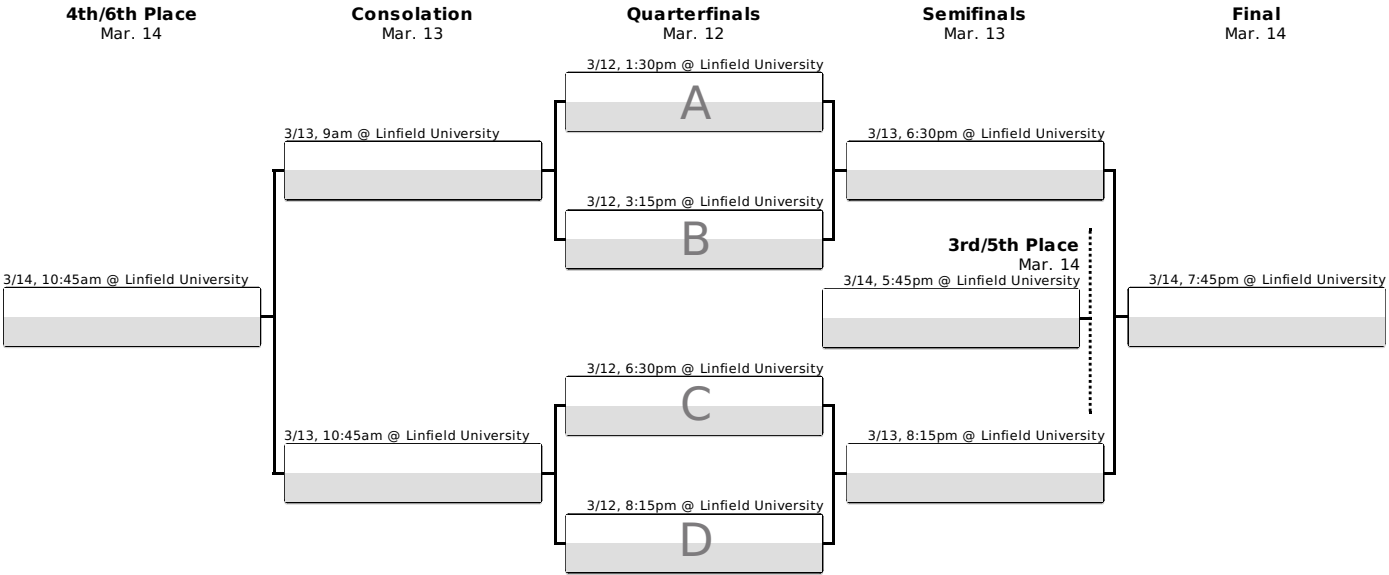 4th/6th Place
Mar. 14
Consolation
Mar. 13
Quarterfinals
Mar. 12
Semifinals
Mar. 13
Final
Mar. 14
3/12, 1:30pm @ Linfield University
A
3/13, 9am @ Linfield University
3/13, 6:30pm @ Linfield University
3/12, 3:15pm @ Linfield University
B
3rd/5th Place
Mar. 14
3/14, 10:45am @ Linfield University
3/14, 5:45pm @ Linfield University
3/14, 7:45pm @ Linfield University
3/12, 6:30pm @ Linfield University
C
3/13, 10:45am @ Linfield University
3/13, 8:15pm @ Linfield University
3/12, 8:15pm @ Linfield University
D